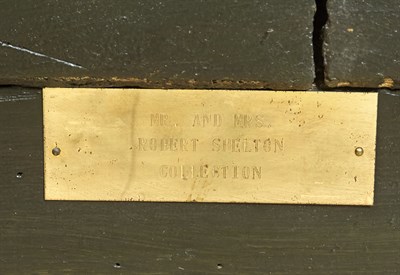 MR. AND MRS.
ROBERT SHELTON
COLLECTION